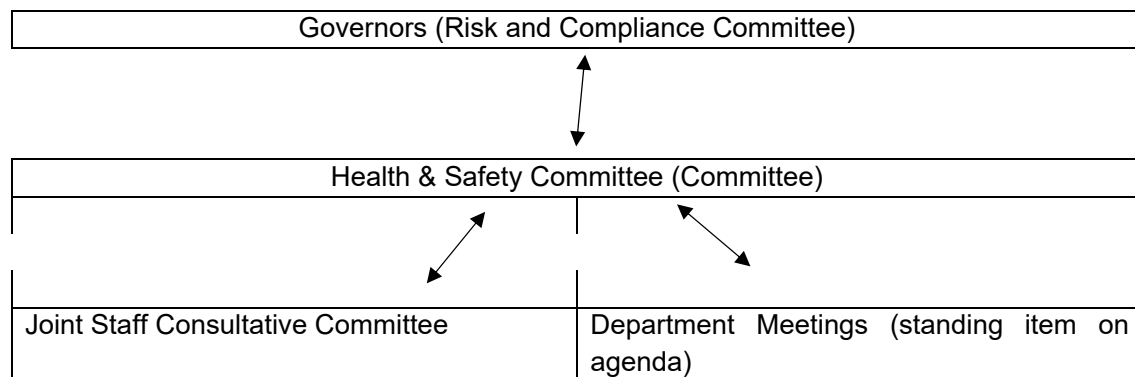 Governors (Risk and Compliance Committee)
Health & Safety Committee (Committee)
Joint Staff Consultative Committee
Department Meetings (standing item on
agenda)